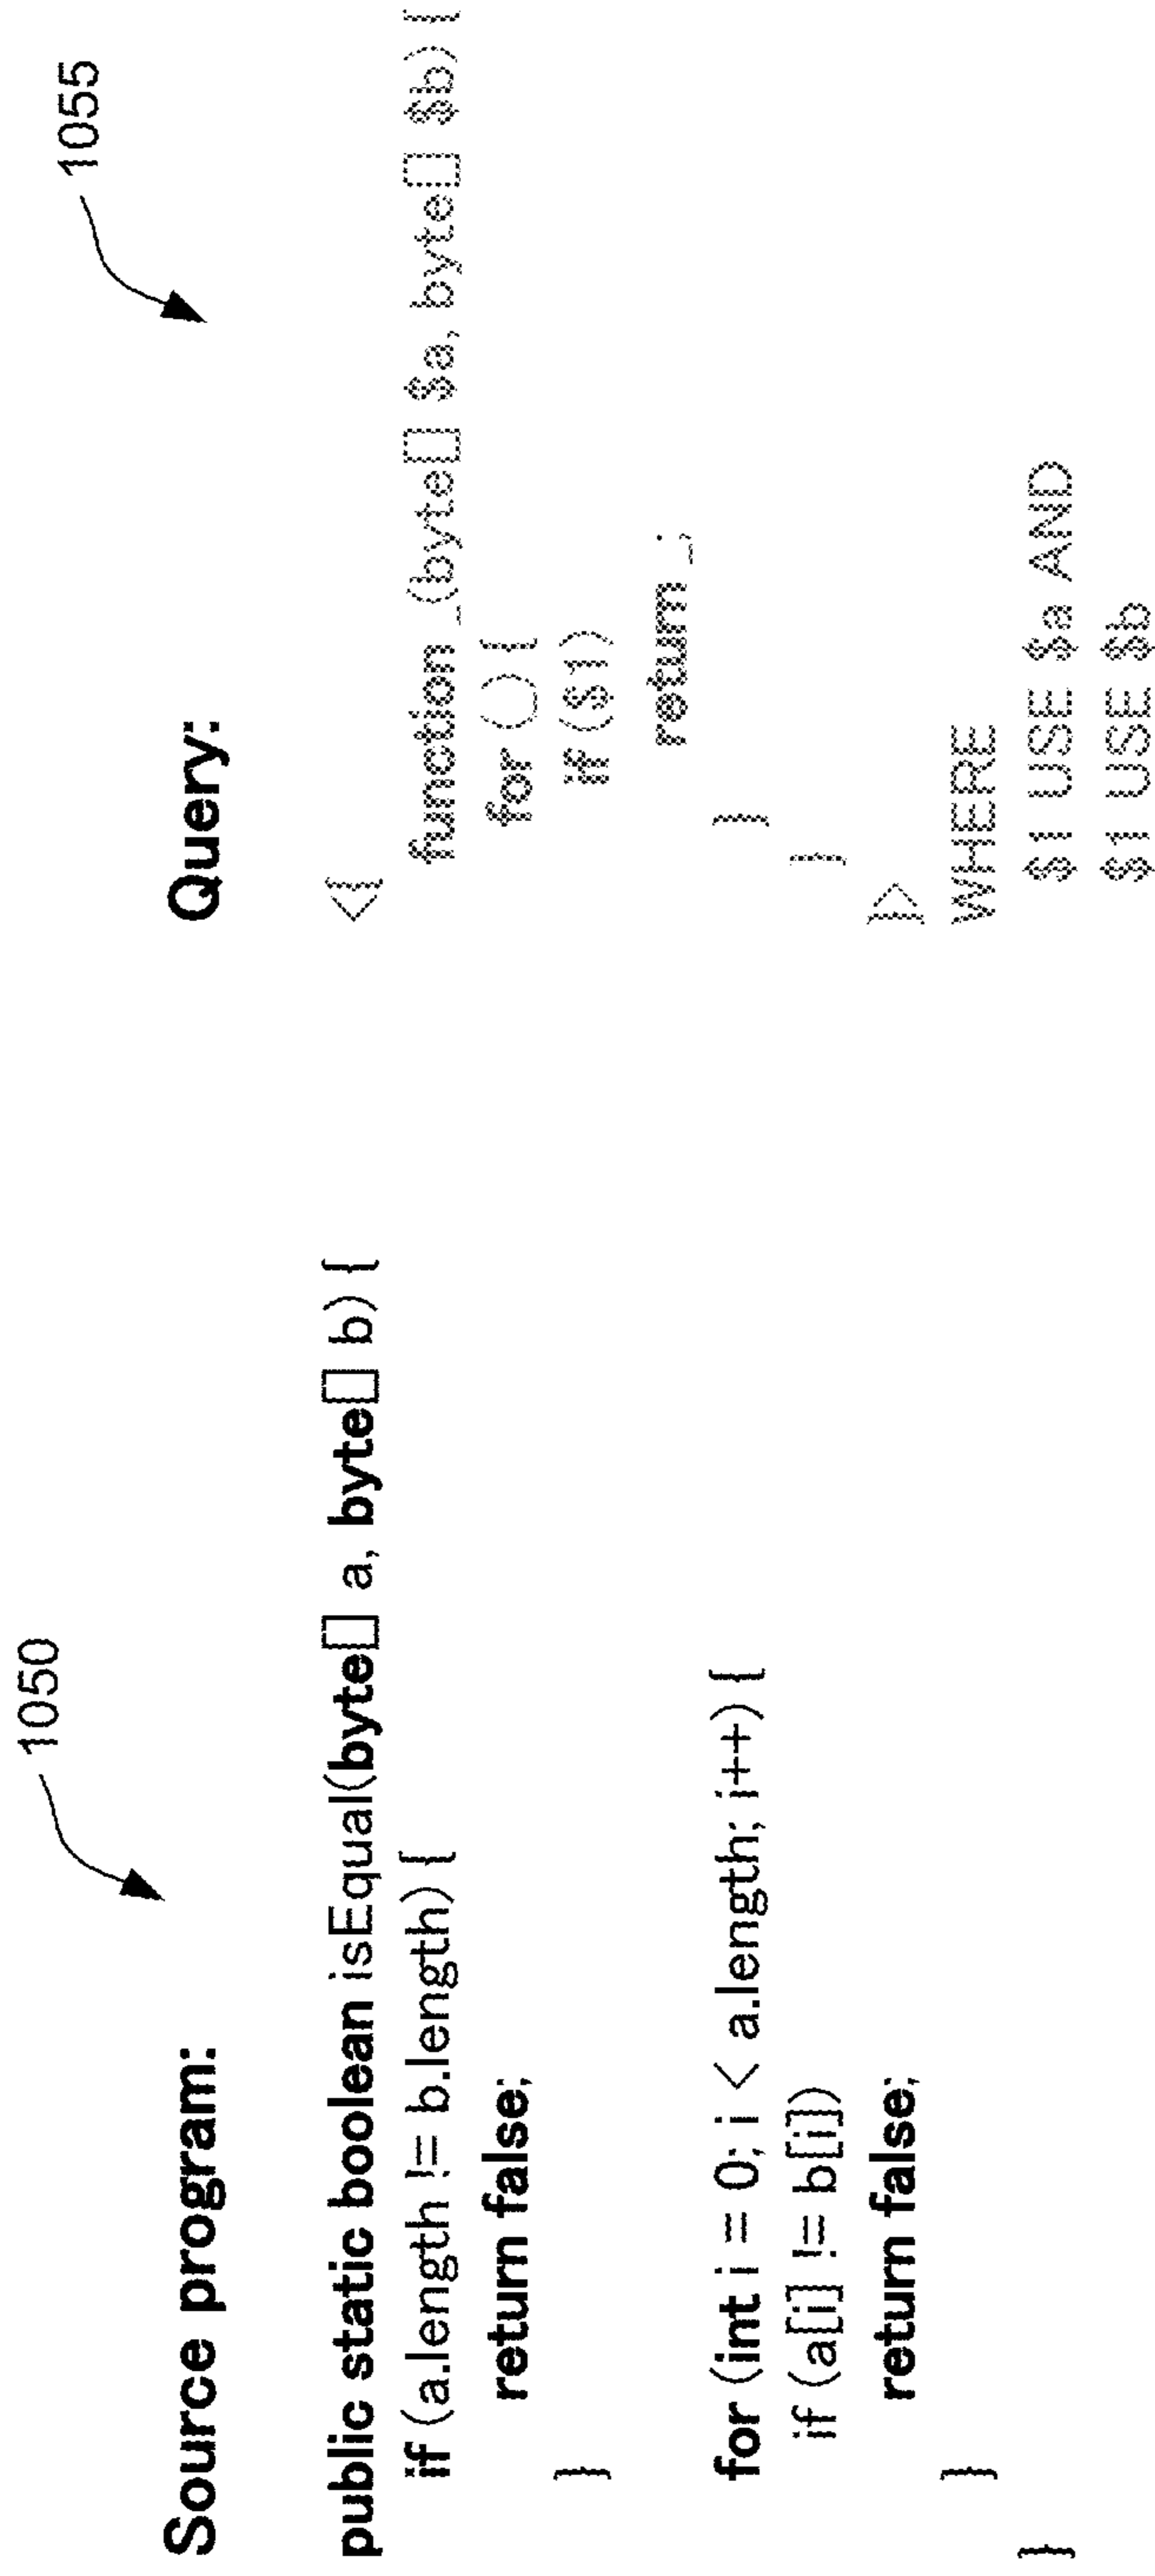 1050
Source program:
public static boolean isEqual(byte[] a, byte[] b) {
if (a.length != b.length) {
return false;
}
for (int i = 0; i < a.length; i++) {
if (a[i] != b[i])
return false;
}
}
1055
Query:
<{
function _(byte[] $a, byte[] $b) {
for (_) {
if ($1)
return _;
}
}
}>
WHERE
$1 USE $a AND
$1 USE $b